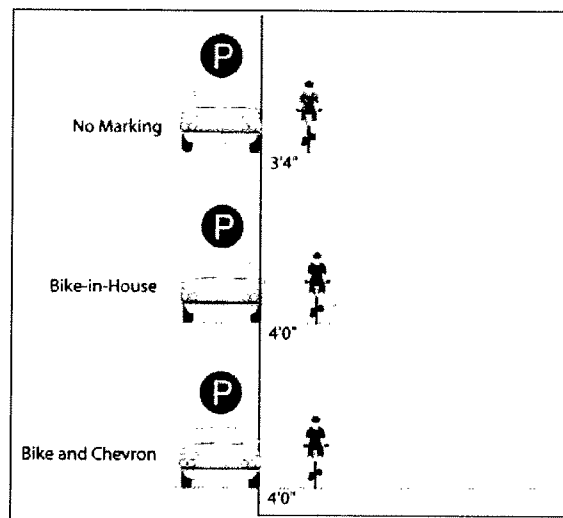 P
No Marking
3'4"
P
Bike-in-House
4'0"
P
Bike and Chevron
4'0"